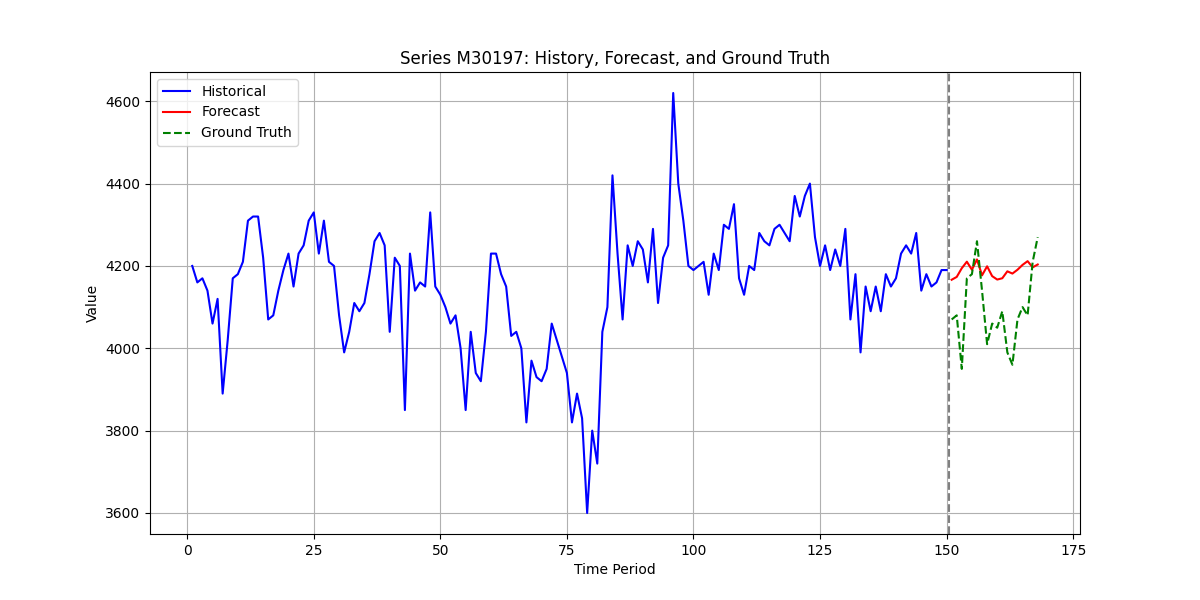 Series M30197: History, Forecast, and Ground Truth
Historical
Forecast
Ground Truth
4600
4400
4200
4000
3800
3600
Value
0 25 50 75 100 125 150 175
Time Period